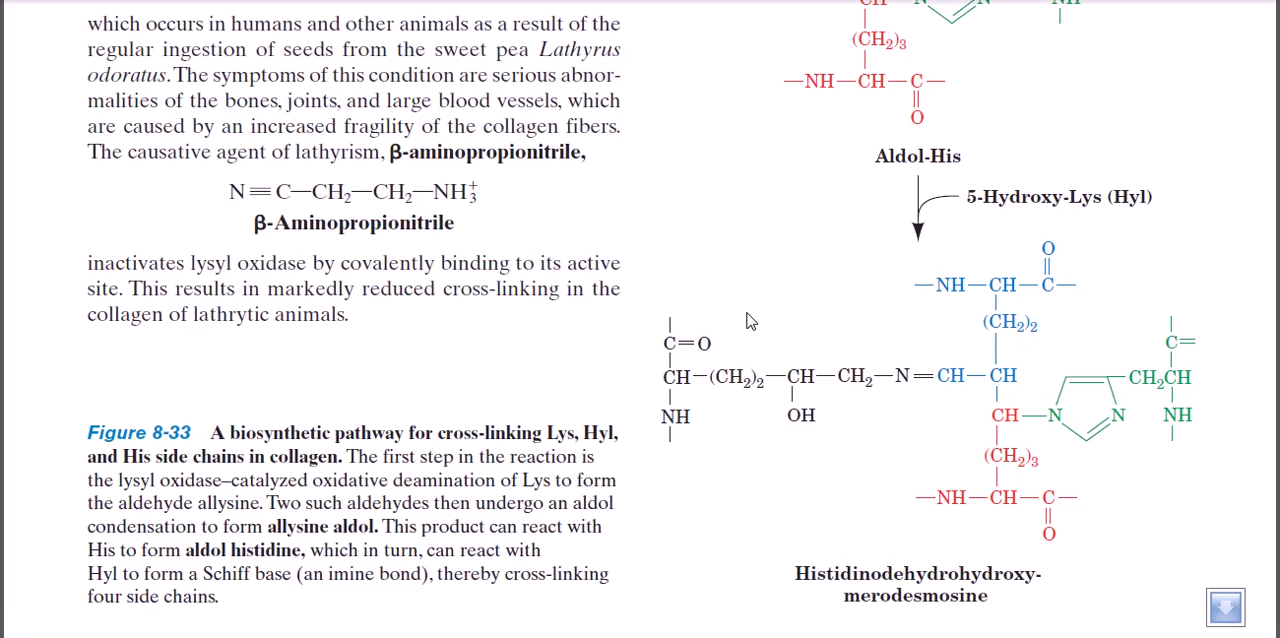 which occurs in humans and other animals as a result of the
regular ingestion of seeds from the sweet pea Lathyrus
odoratus. The symptoms of this condition are serious abnor-
malities of the bones, joints, and large blood vessels, which
are caused by an increased fragility of the collagen fibers.
The causative agent of lathyrism, β-aminopropionitrile,
N≡C—CH₂—CH₂—NH₃⁺
β-Aminopropionitrile
inactivates lysyl oxidase by covalently binding to its active
site. This results in markedly reduced cross-linking in the
collagen of lathrytic animals.
Figure 8-33 A biosynthetic pathway for cross-linking Lys, Hyl,
and His side chains in collagen. The first step in the reaction is
the lysyl oxidase–catalyzed oxidative deamination of Lys to form
the aldehyde allysine. Two such aldehydes then undergo an aldol
condensation to form allysine aldol. This product can react with
His to form aldol histidine, which in turn, can react with
Hyl to form a Schiff base (an imine bond), thereby cross-linking
four side chains.
(CH₂)₃
—NH—CH—C—
O
Aldol-His
5-Hydroxy-Lys (Hyl)
O
—NH—CH—C—
(CH₂)₂
C=O
C=
CH—(CH₂)₂—CH—CH₂—N=CH—CH
CH₂CH
NH
OH
CH—N
N
NH
(CH₂)₃
—NH—CH—C—
O
Histidinodehydrohydroxy-
merodesmosine